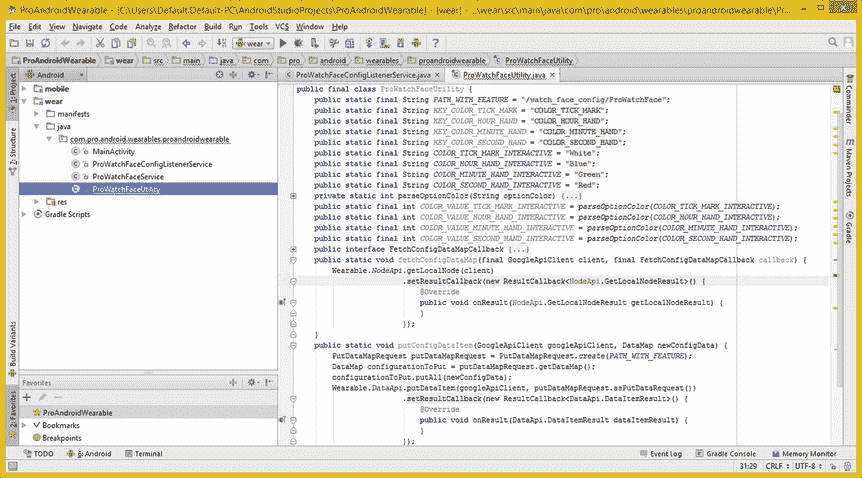 ProAndroidWearable - [C:\Users\Default.Default-PC\AndroidStudioProjects\ProAndroidWearable] - [wear] - ...\wear\src\main\java\com\pro\android\wearables\proandroidwearable\Pr...
File Edit View Navigate Code Analyze Refactor Build Run Tools VCS Window Help
wear
ProAndroidWearable wear src main java com pro android wearables proandroidwearable ProWatchFaceUtility
Android
ProWatchFaceConfigListenerService.java ProWatchFaceUtility.java
1: Project
Z: Structure
Build Variants
2: Favorites
mobile
wear
manifests
java
com.pro.android.wearables.proandroidwearable
MainActivity
ProWatchFaceConfigListenerService
ProWatchFaceService
ProWatchFaceUtility
res
Gradle Scripts
Favorites
ProAndroidWearable
Bookmarks
Breakpoints
public final class ProWatchFaceUtility {
public static final String PATH_WITH_FEATURE = "/watch_face_config/ProWatchFace";
public static final String KEY_COLOR_TICK_MARK = "COLOR_TICK_MARK";
public static final String KEY_COLOR_HOUR_HAND = "COLOR_HOUR_HAND";
public static final String KEY_COLOR_MINUTE_HAND = "COLOR_MINUTE_HAND";
public static final String KEY_COLOR_SECOND_HAND = "COLOR_SECOND_HAND";
public static final String COLOR_TICK_MARK_INTERACTIVE = "White";
public static final String COLOR_HOUR_HAND_INTERACTIVE = "Blue";
public static final String COLOR_MINUTE_HAND_INTERACTIVE = "Green";
public static final String COLOR_SECOND_HAND_INTERACTIVE = "Red";
private static int parseOptionColor(String optionColor) {...}
public static final int COLOR_VALUE_TICK_MARK_INTERACTIVE = parseOptionColor(COLOR_TICK_MARK_INTERACTIVE);
public static final int COLOR_VALUE_HOUR_HAND_INTERACTIVE = parseOptionColor(COLOR_HOUR_HAND_INTERACTIVE);
public static final int COLOR_VALUE_MINUTE_HAND_INTERACTIVE = parseOptionColor(COLOR_MINUTE_HAND_INTERACTIVE);
public static final int COLOR_VALUE_SECOND_HAND_INTERACTIVE = parseOptionColor(COLOR_SECOND_HAND_INTERACTIVE);
public interface FetchConfigDataMapCallback {...}
public static void fetchConfigDataMap(final GoogleApiClient client, final FetchConfigDataMapCallback callback) {
Wearable.NodeApi.getLocalNode(client)
.setResultCallback(new ResultCallback<NodeApi.GetLocalNodeResult>() {
@Override
public void onResult(NodeApi.GetLocalNodeResult getLocalNodeResult) {
}
});
}
public static void putConfigDataItem(GoogleApiClient googleApiClient, DataMap newConfigData) {
PutDataMapRequest putDataMapRequest = PutDataMapRequest.create(PATH_WITH_FEATURE);
DataMap configurationToPut = putDataMapRequest.getDataMap();
configurationToPut.putAll(newConfigData);
Wearable.DataApi.putDataItem(googleApiClient, putDataMapRequest.asPutDataRequest())
.setResultCallback(new ResultCallback<DataApi.DataItemResult>() {
@Override
public void onResult(DataApi.DataItemResult dataItemResult) {
}
});
Commander
Maven Projects
Gradle
TODO 6: Android Terminal Event Log Gradle Console Memory Monitor
31:29 CRLF UTF-8